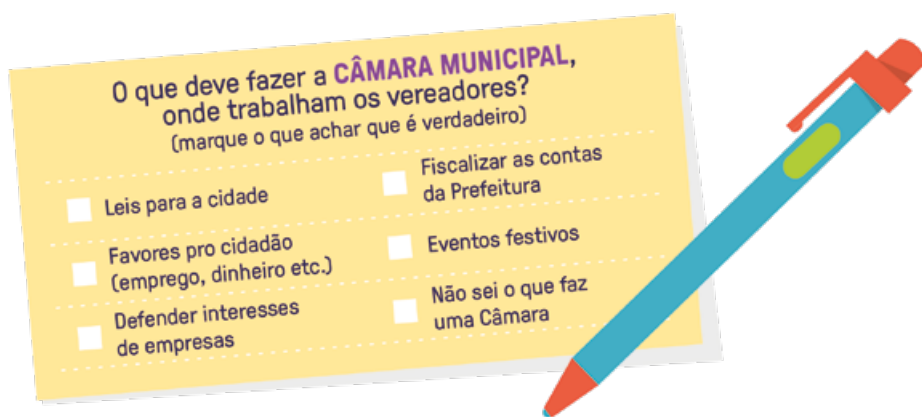 O que deve fazer a CÂMARA MUNICIPAL,
onde trabalham os vereadores?
(marque o que achar que é verdadeiro)
Leis para a cidade
Favores pro cidadão
(emprego, dinheiro etc.)
Defender interesses
de empresas
Fiscalizar as contas
da Prefeitura
Eventos festivos
Não sei o que faz
uma Câmara